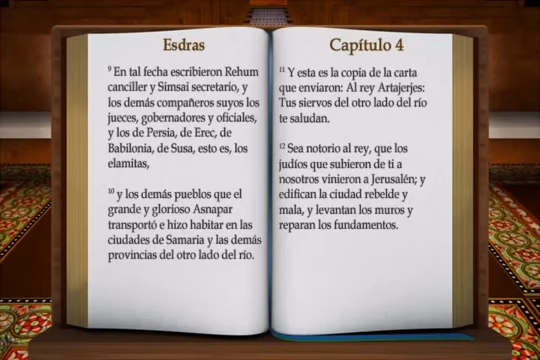 Esdras
⁹ En tal fecha escribieron Rehum
canciller y Simsai secretario, y
los demás compañeros suyos los
jueces, gobernadores y oficiales,
y los de Persia, de Erec, de
Babilonia, de Susa, esto es, los
elamitas,
¹⁰ y los demás pueblos que el
grande y glorioso Asnapar
transportó e hizo habitar en las
ciudades de Samaria y las demás
provincias del otro lado del río.
Capítulo 4
¹¹ Y esta es la copia de la carta
que enviaron: Al rey Artajerjes:
Tus siervos del otro lado del río
te saludan.
¹² Sea notorio al rey, que los
judíos que subieron de ti a
nosotros vinieron a Jerusalén; y
edifican la ciudad rebelde y
mala, y levantan los muros y
reparan los fundamentos.